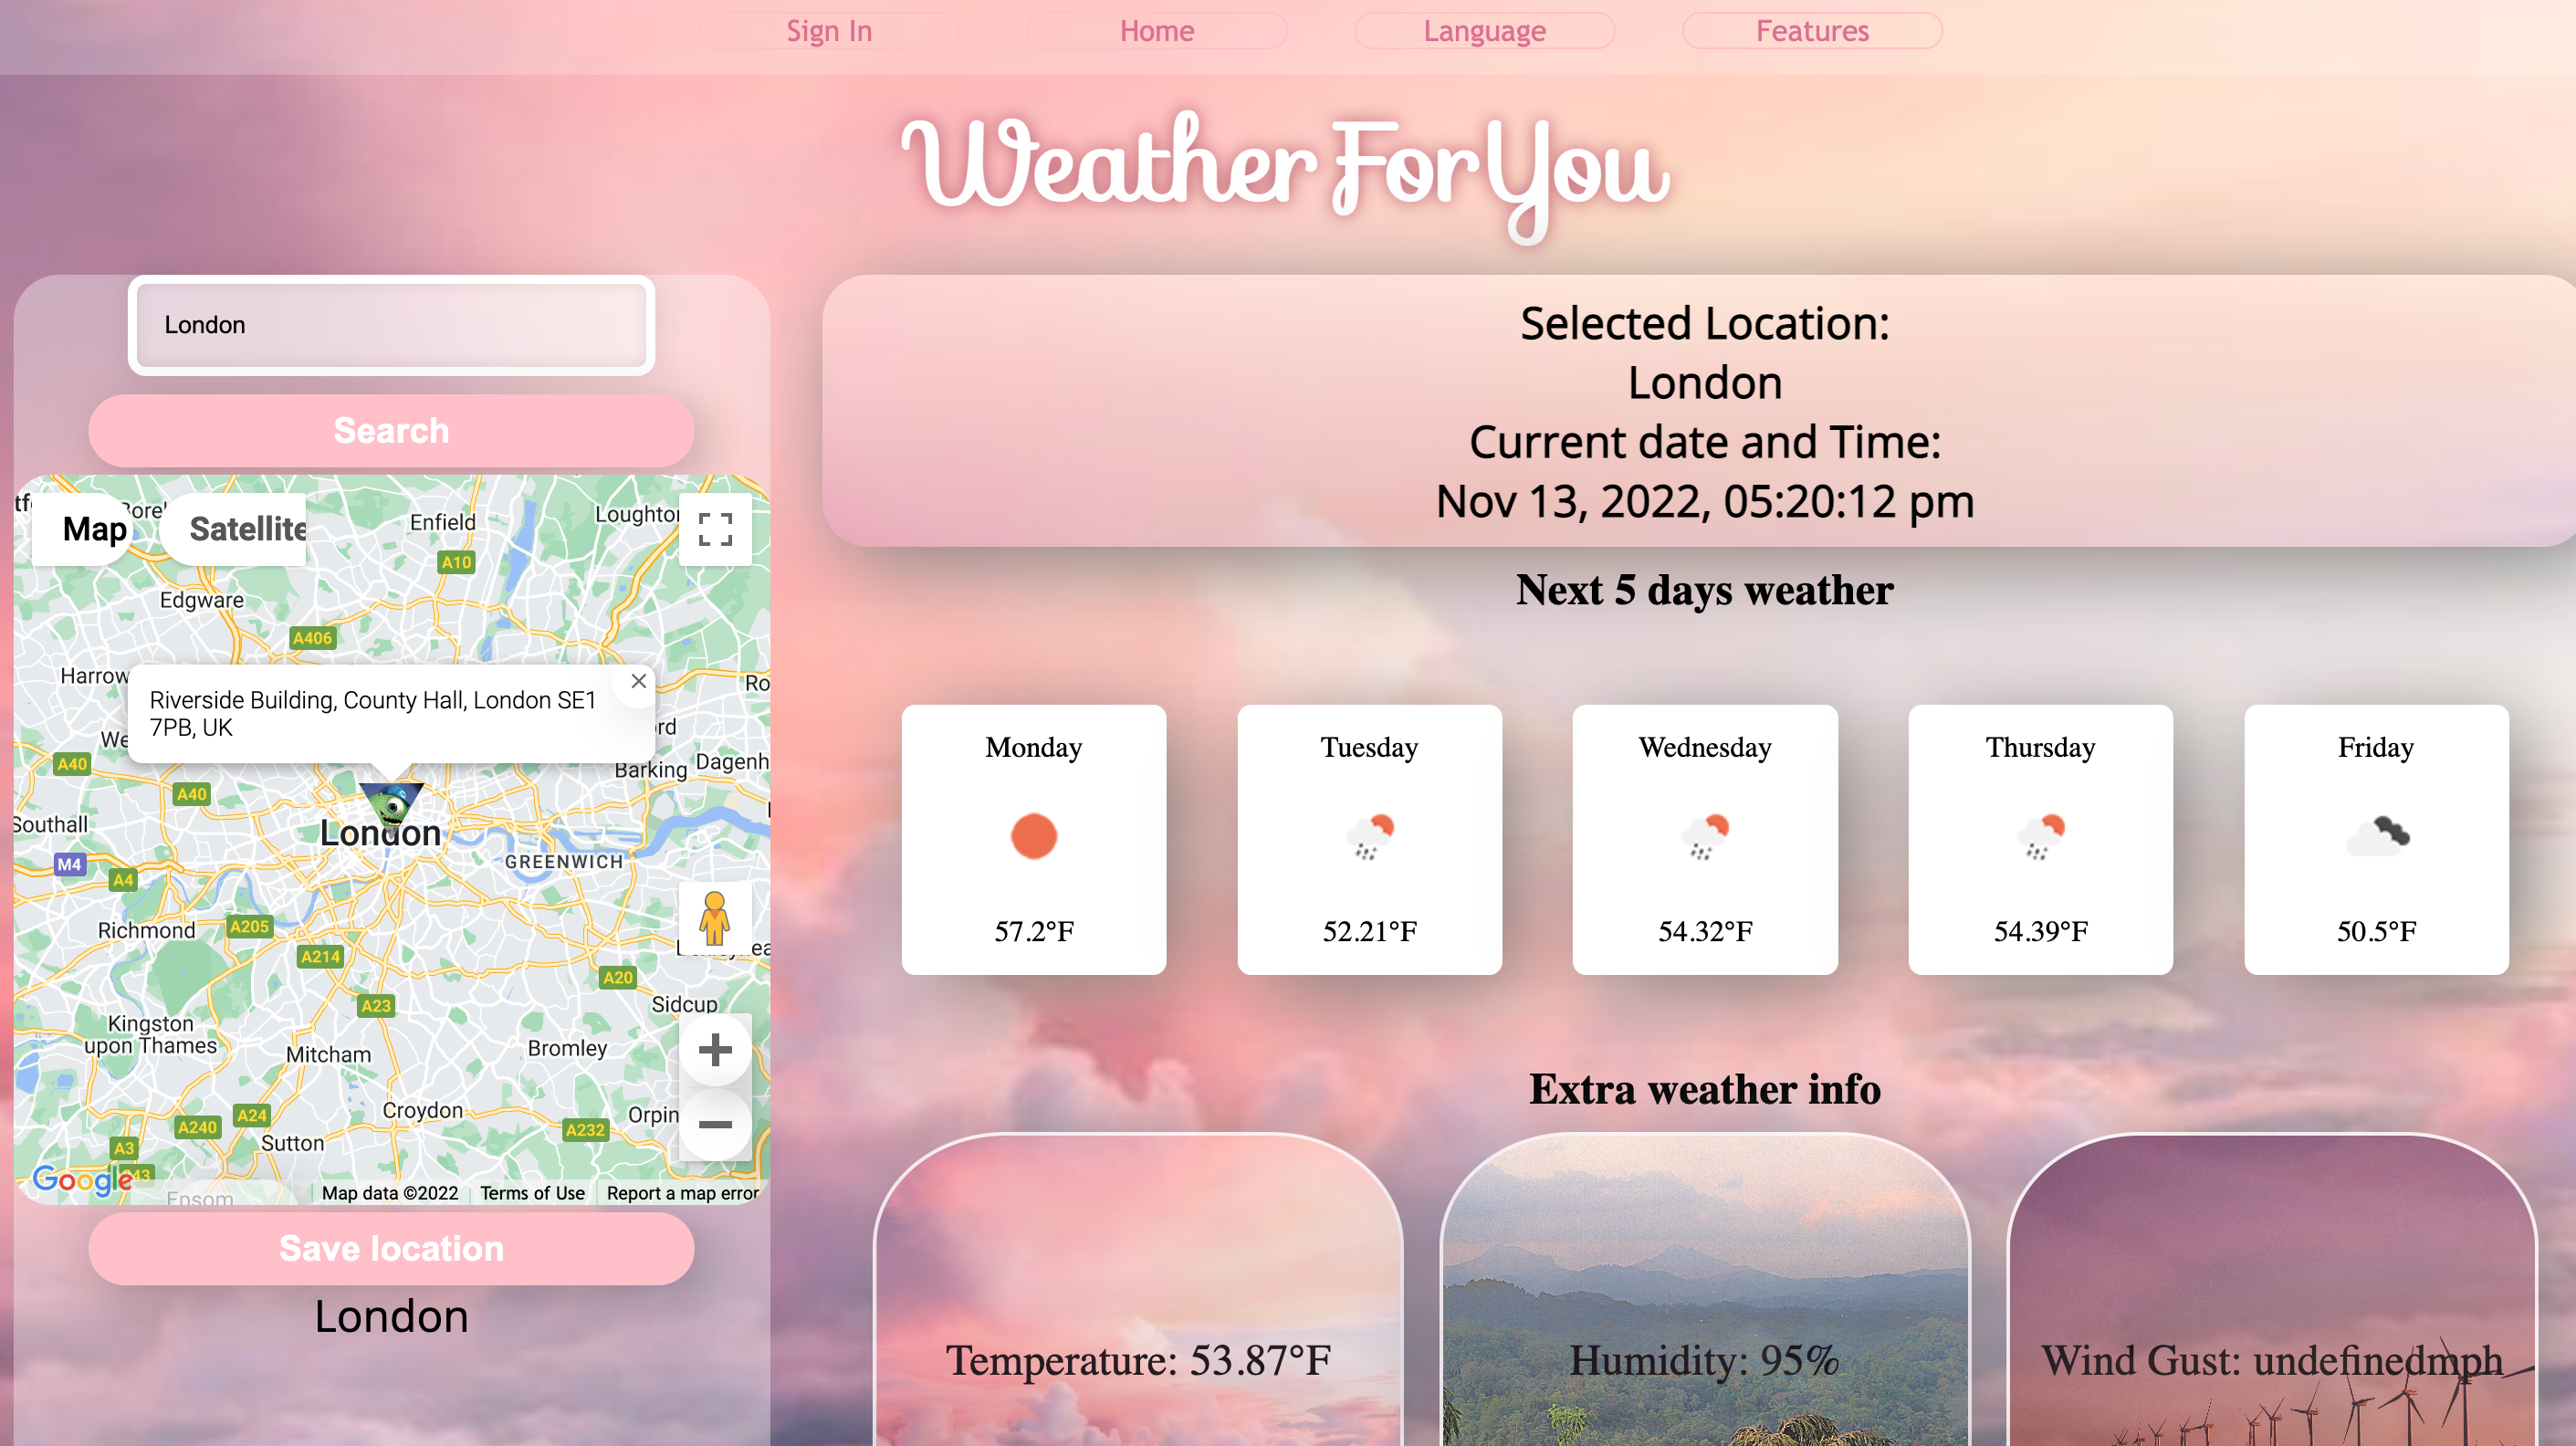 Sign In
Home
Language
Features
Weather For You
London
Search
Selected Location:
London
Current date and Time:
Nov 13, 2022, 05:20:12 pm
Map
Satellite
Enfield
A10
Edgware
A406
Riverside Building, County Hall, London SE1
7PB, UK
A40
Barking
A40
Southall
London
GREENWICH
M4
A4
Richmond
A205
A214
A20
A23
Sidcup
Kingston
upon Thames
Mitcham
Bromley
Croydon
A24
A240
A232
Sutton
A3
Google
Epsom
Map data ©2022
Terms of Use
Report a map error
Save location
London
Next 5 days weather
Monday
57.2°F
Tuesday
52.21°F
Wednesday
54.32°F
Thursday
54.39°F
Friday
50.5°F
Extra weather info
Temperature: 53.87°F
Humidity: 95%
Wind Gust: undefinedmph